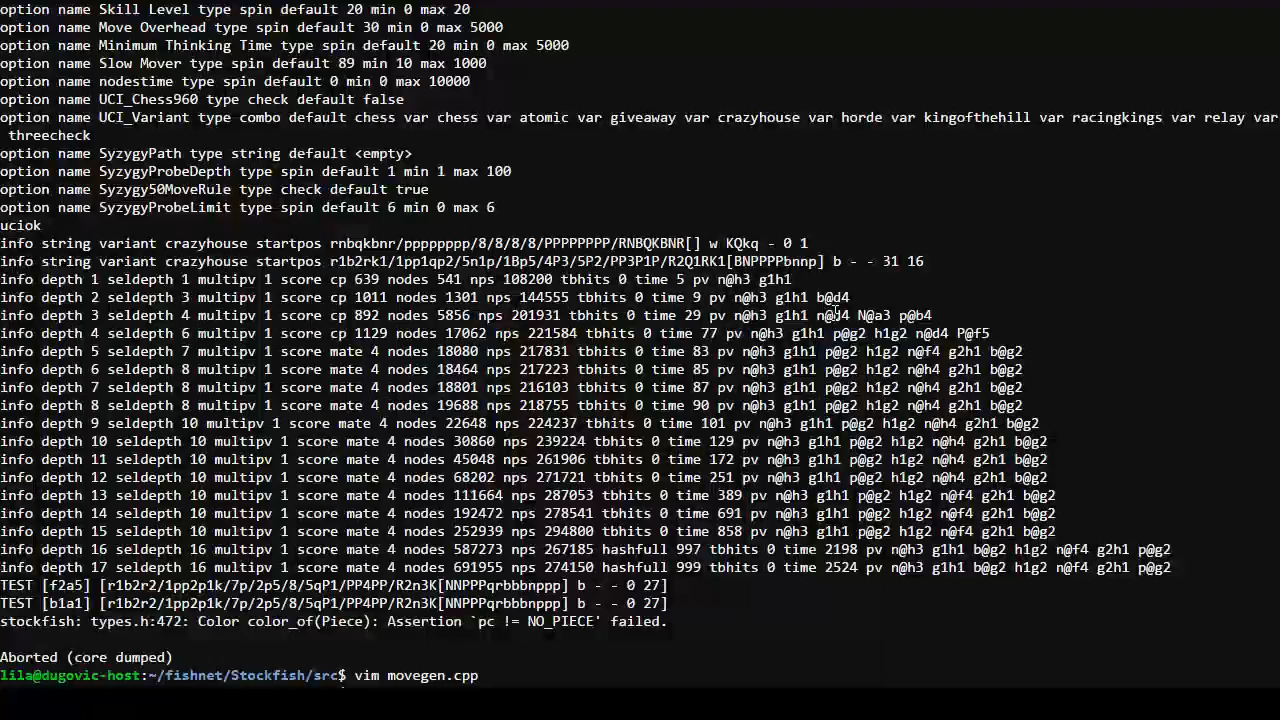 option name Skill Level type spin default 20 min 0 max 20
option name Move Overhead type spin default 30 min 0 max 5000
option name Minimum Thinking Time type spin default 20 min 0 max 5000
option name Slow Mover type spin default 89 min 10 max 1000
option name nodestime type spin default 0 min 0 max 10000
option name UCI_Chess960 type check default false
option name UCI_Variant type combo default chess var chess var atomic var giveaway var crazyhouse var horde var kingofthehill var racingkings var relay var
threecheck
option name SyzygyPath type string default <empty>
option name SyzygyProbeDepth type spin default 1 min 1 max 100
option name Syzygy50MoveRule type check default true
option name SyzygyProbeLimit type spin default 6 min 0 max 6
uciok
info string variant crazyhouse startpos rnbqkbnr/pppppppp/8/8/8/8/PPPPPPPP/RNBQKBNR[] w KQkq - 0 1
info string variant crazyhouse startpos r1b2rk1/1pp1qp2/5n1p/1Bp5/4P3/5P2/PP3P1P/R2Q1RK1[BNPPPPbnnp] b - - 31 16
info depth 1 seldepth 1 multipv 1 score cp 639 nodes 541 nps 108200 tbhits 0 time 5 pv n@h3 g1h1
info depth 2 seldepth 3 multipv 1 score cp 1011 nodes 1301 nps 144555 tbhits 0 time 9 pv n@h3 g1h1 b@d4
info depth 3 seldepth 3 multipv 1 score cp 892 nodes 5856 nps 201931 tbhits 0 time 29 pv n@h3 g1h1 n@d4 N@a3 p@b4
info depth 4 seldepth 6 multipv 1 score cp 1129 nodes 17062 nps 221584 tbhits 0 time 77 pv n@h3 g1h1 p@g2 h1g2 n@d4 P@f5
info depth 5 seldepth 7 multipv 1 score mate 4 nodes 18080 nps 217831 tbhits 0 time 83 pv n@h3 g1h1 p@g2 h1g2 n@f4 g2h1 b@g2
info depth 6 seldepth 8 multipv 1 score mate 4 nodes 18464 nps 217223 tbhits 0 time 85 pv n@h3 g1h1 p@g2 h1g2 n@f4 g2h1 b@g2
info depth 7 seldepth 8 multipv 1 score mate 4 nodes 18801 nps 216103 tbhits 0 time 87 pv n@h3 g1h1 p@g2 h1g2 n@f4 g2h1 b@g2
info depth 8 seldepth 8 multipv 1 score mate 4 nodes 19688 nps 218755 tbhits 0 time 90 pv n@h3 g1h1 p@g2 h1g2 n@f4 g2h1 b@g2
info depth 9 seldepth 10 multipv 1 score mate 4 nodes 22648 nps 224237 tbhits 0 time 101 pv n@h3 g1h1 p@g2 h1g2 n@h4 g2h1 b@g2
info depth 10 seldepth 10 multipv 1 score mate 4 nodes 30860 nps 239224 tbhits 0 time 129 pv n@h3 g1h1 p@g2 h1g2 n@h4 g2h1 b@g2
info depth 11 seldepth 10 multipv 1 score mate 4 nodes 45048 nps 261906 tbhits 0 time 172 pv n@h3 g1h1 p@g2 h1g2 n@h4 g2h1 b@g2
info depth 12 seldepth 10 multipv 1 score mate 4 nodes 68202 nps 271721 tbhits 0 time 251 pv n@h3 g1h1 p@g2 h1g2 n@h4 g2h1 b@g2
info depth 13 seldepth 10 multipv 1 score mate 4 nodes 111664 nps 287053 tbhits 0 time 389 pv n@h3 g1h1 p@g2 h1g2 n@f4 g2h1 b@g2
info depth 14 seldepth 10 multipv 1 score mate 4 nodes 192472 nps 278541 tbhits 0 time 691 pv n@h3 g1h1 p@g2 h1g2 n@f4 g2h1 b@g2
info depth 15 seldepth 10 multipv 1 score mate 4 nodes 252939 nps 294800 tbhits 0 time 858 pv n@h3 g1h1 p@g2 h1g2 n@f4 g2h1 b@g2
info depth 16 seldepth 16 multipv 1 score mate 4 nodes 587273 nps 267185 hashfull 997 tbhits 0 time 2198 pv n@h3 g1h1 b@g2 h1g2 n@f4 g2h1 p@g2
info depth 17 seldepth 16 multipv 1 score mate 4 nodes 691955 nps 274150 hashfull 999 tbhits 0 time 2524 pv n@h3 g1h1 b@g2 h1g2 n@f4 g2h1 p@g2
TEST [f2a5] [r1b2r2/1pp2p1k/7p/2p5/8/5qP1/PP4PP/R2n3K[NNPPPqrbbbnppp] b - - 0 27]
TEST [b1a1] [r1b2r2/1pp2p1k/7p/2p5/8/5qP1/PP4PP/R2n3K[NNPPPqrbbbnppp] b - - 0 27]
stockfish: types.h:472: Color color_of(Piece): Assertion `pc != NO_PIECE' failed.
Aborted (core dumped)
lila@dugovic-host:~/fishnet/Stockfish/src$ vim movegen.cpp